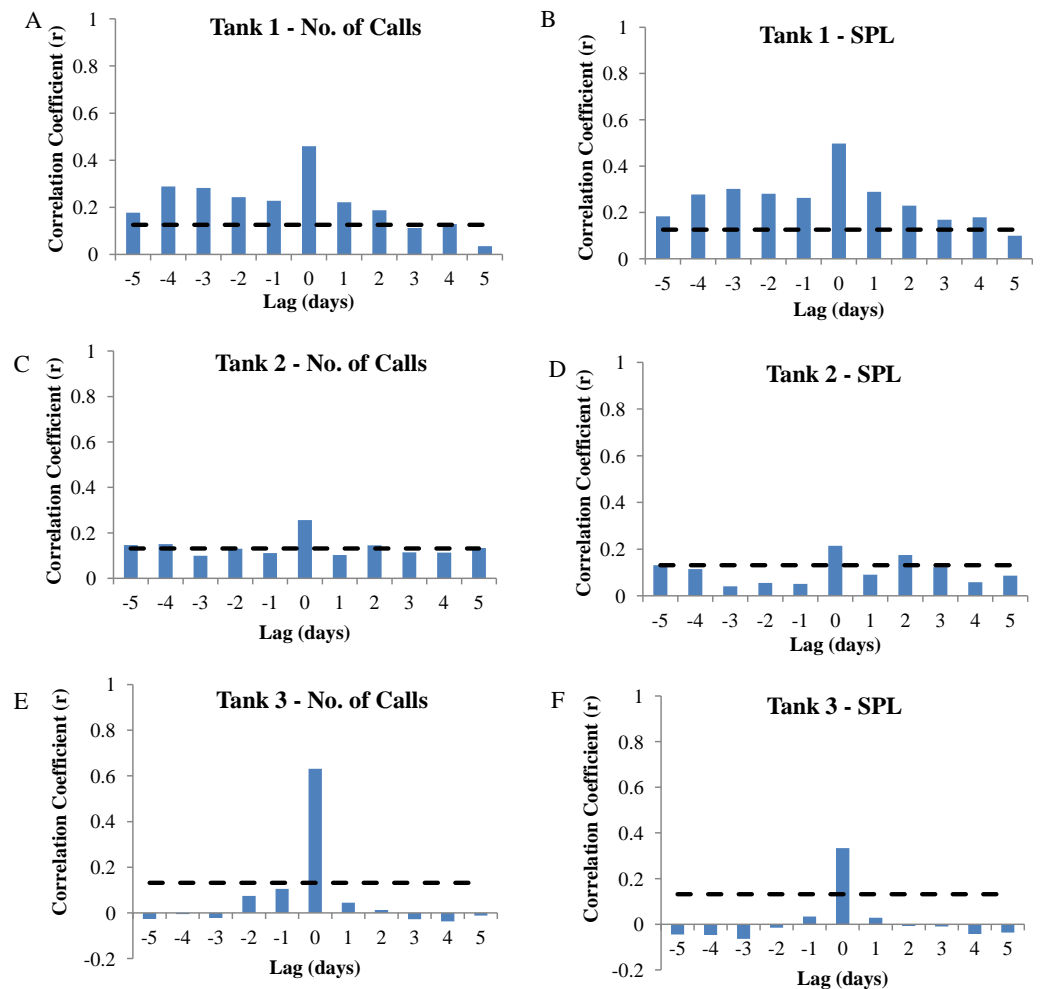 A
Tank 1 - No. of Calls
Correlation Coefficient (r)
1
0.8
0.6
0.4
0.2
0
-5 -4 -3 -2 -1 0 1 2 3 4 5
Lag (days)
B
Tank 1 - SPL
Correlation Coefficient (r)
1
0.8
0.6
0.4
0.2
0
-5 -4 -3 -2 -1 0 1 2 3 4 5
Lag (days)
C
Tank 2 - No. of Calls
Correlation Coefficient (r)
1
0.8
0.6
0.4
0.2
0
-5 -4 -3 -2 -1 0 1 2 3 4 5
Lag (days)
D
Tank 2 - SPL
Correlation Coefficient (r)
1
0.8
0.6
0.4
0.2
0
-5 -4 -3 -2 -1 0 1 2 3 4 5
Lag (days)
E
Tank 3 - No. of Calls
Correlation Coefficient (r)
1
0.8
0.6
0.4
0.2
0
-0.2
-5 -4 -3 -2 -1 0 1 2 3 4 5
Lag (days)
F
Tank 3 - SPL
Correlation Coefficient (r)
1
0.8
0.6
0.4
0.2
0
-0.2
-5 -4 -3 -2 -1 0 1 2 3 4 5
Lag (days)